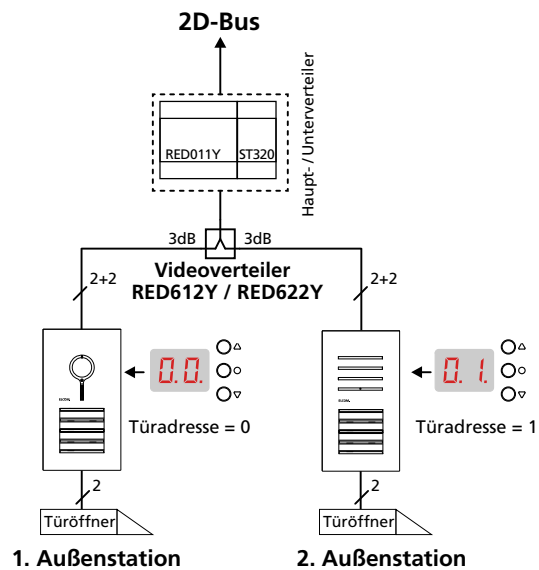 2D-Bus
RED011Y ST320
Haupt-/Unterverteiler
3dB 3dB
Videoverteiler
RED612Y / RED622Y
2+2 2+2
0.0. 0.1.
Türadresse = 0 Türadresse = 1
2 2
Türöffner Türöffner
1. Außenstation 2. Außenstation